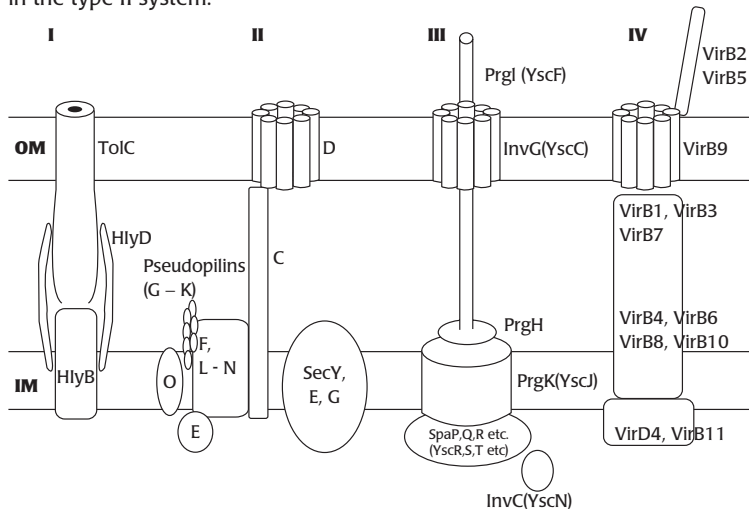 in the type II system.
I
II
III
IV
VirB2
VirB5
PrgI (YscF)
OM
TolC
D
InvG(YscC)
VirB9
HlyD
VirB1, VirB3
VirB7
Pseudopilins
(G – K)
C
PrgH
VirB4, VirB6
VirB8, VirB10
F,
L - N
O
SecY,
E, G
IM
HlyB
PrgK(YscJ)
E
SpaP,Q,R etc.
(YscR,S,T etc)
VirD4, VirB11
InvC(YscN)